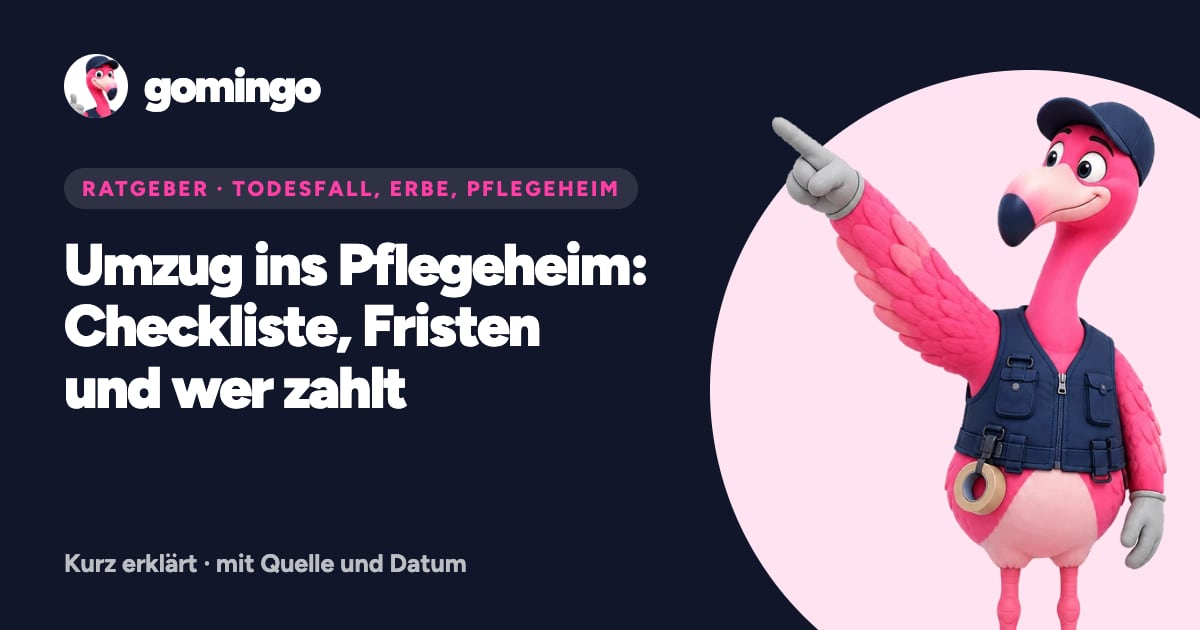 gomingo
RATGEBER · TODESFALL, ERBE, PFLEGEHEIM
Umzug ins Pflegeheim:
Checkliste, Fristen
und wer zahlt
Kurz erklärt · mit Quelle und Datum